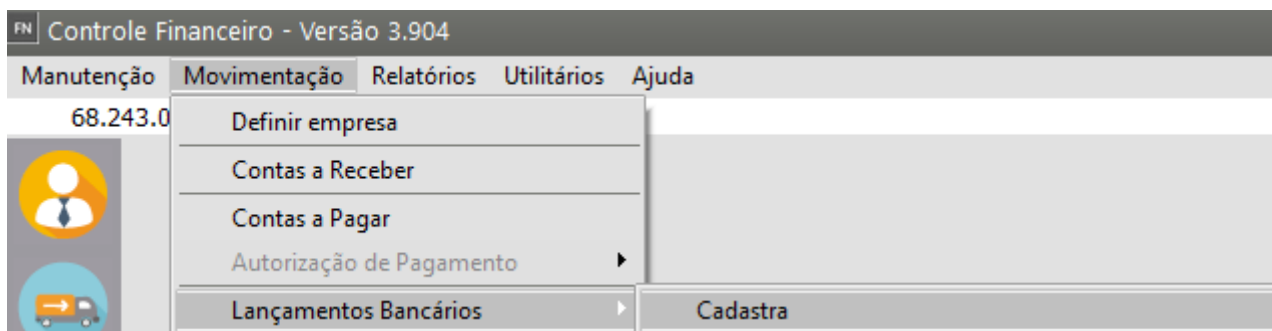 FN Controle Financeiro - Versão 3.904
Manutenção Movimentação Relatórios Utilitários Ajuda
68.243.0
Definir empresa
Contas a Receber
Contas a Pagar
Autorização de Pagamento
Lançamentos Bancários Cadastra